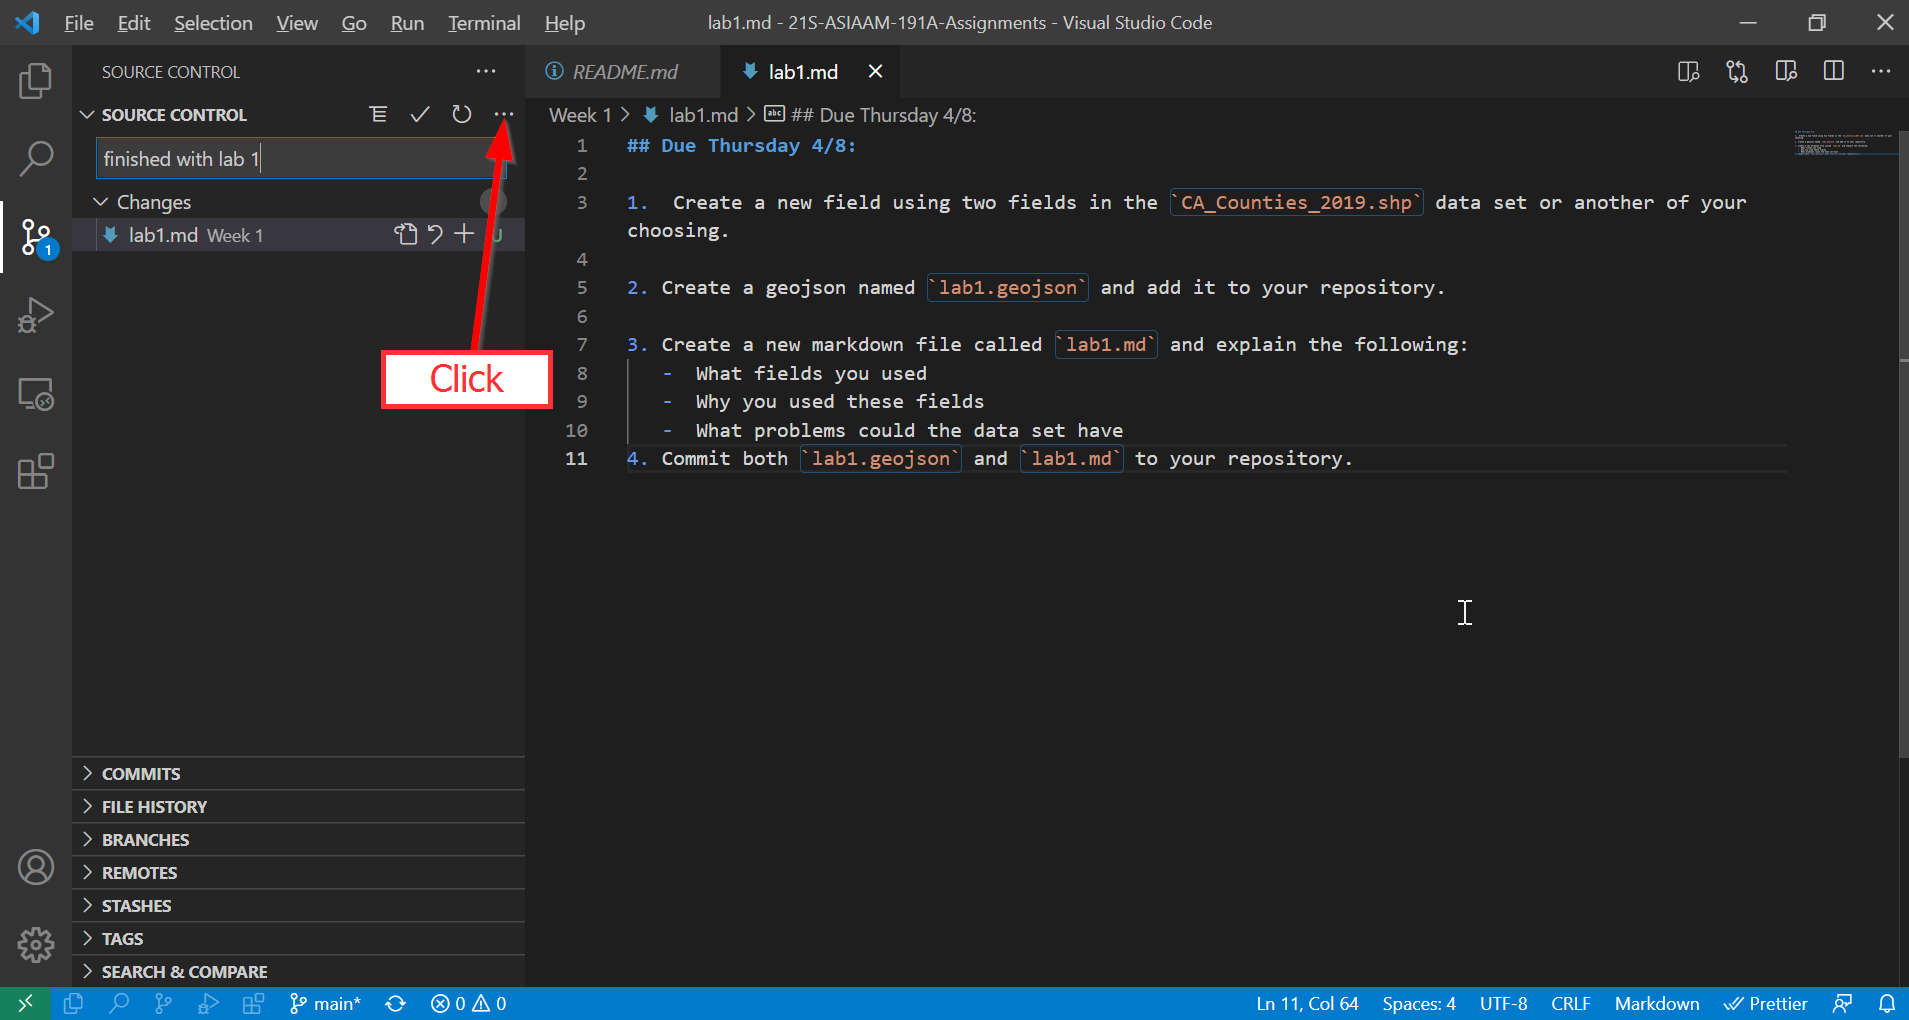 File Edit Selection View Go Run Terminal Help lab1.md - 21S-ASIAAM-191A-Assignments - Visual Studio Code
SOURCE CONTROL
README.md
lab1.md
SOURCE CONTROL
finished with lab 1
Changes
lab1.md Week 1 U
1
Click
COMMITS
FILE HISTORY
BRANCHES
REMOTES
STASHES
TAGS
SEARCH & COMPARE
Week 1 > lab1.md > abc ## Due Thursday 4/8:
1 ## Due Thursday 4/8:
2
3 1.  Create a new field using two fields in the `CA_Counties_2019.shp` data set or another of your
choosing.
4
5 2. Create a geojson named `lab1.geojson` and add it to your repository.
6
7 3. Create a new markdown file called `lab1.md` and explain the following:
8 - What fields you used
9 - Why you used these fields
10 - What problems could the data set have
11 4. Commit both `lab1.geojson` and `lab1.md` to your repository.
main* 0 0 Ln 11, Col 64 Spaces: 4 UTF-8 CRLF Markdown Prettier